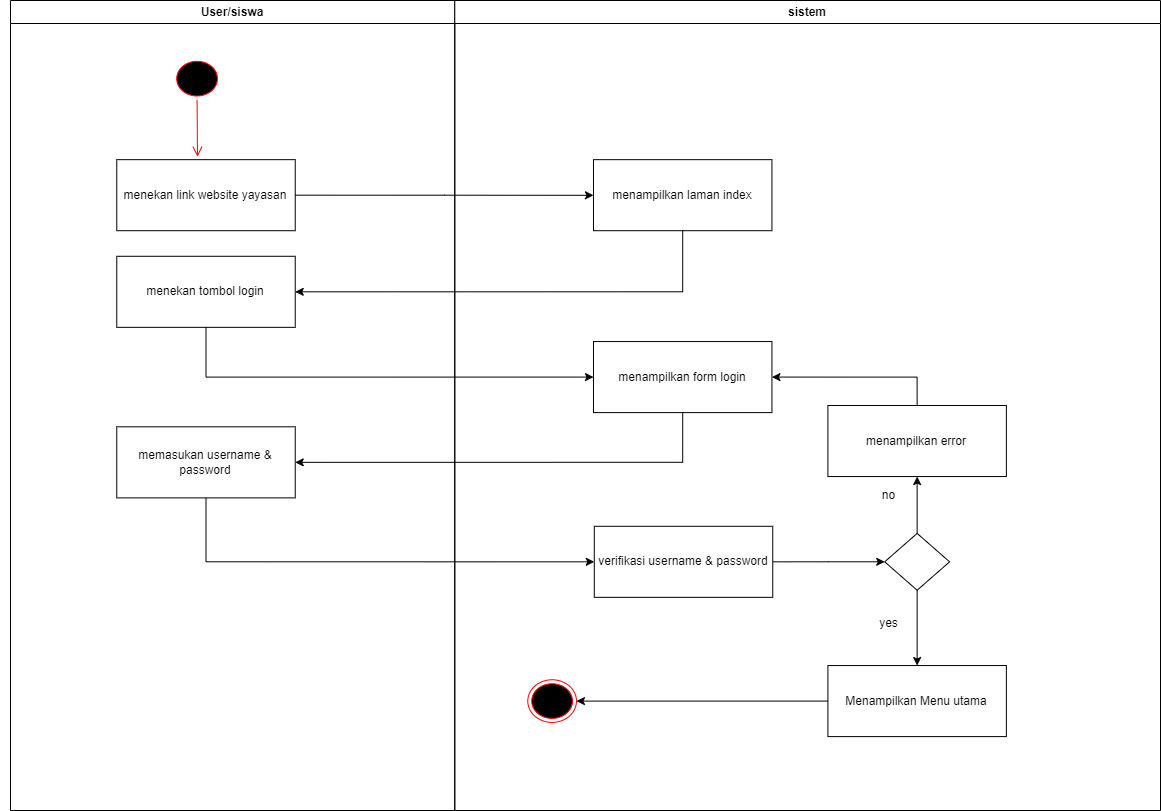 User/siswa
sistem
menekan link website yayasan
menampilkan laman index
menekan tombol login
menampilkan form login
menampilkan error
memasukan username &
password
no
verifikasi username & password
yes
Menampilkan Menu utama